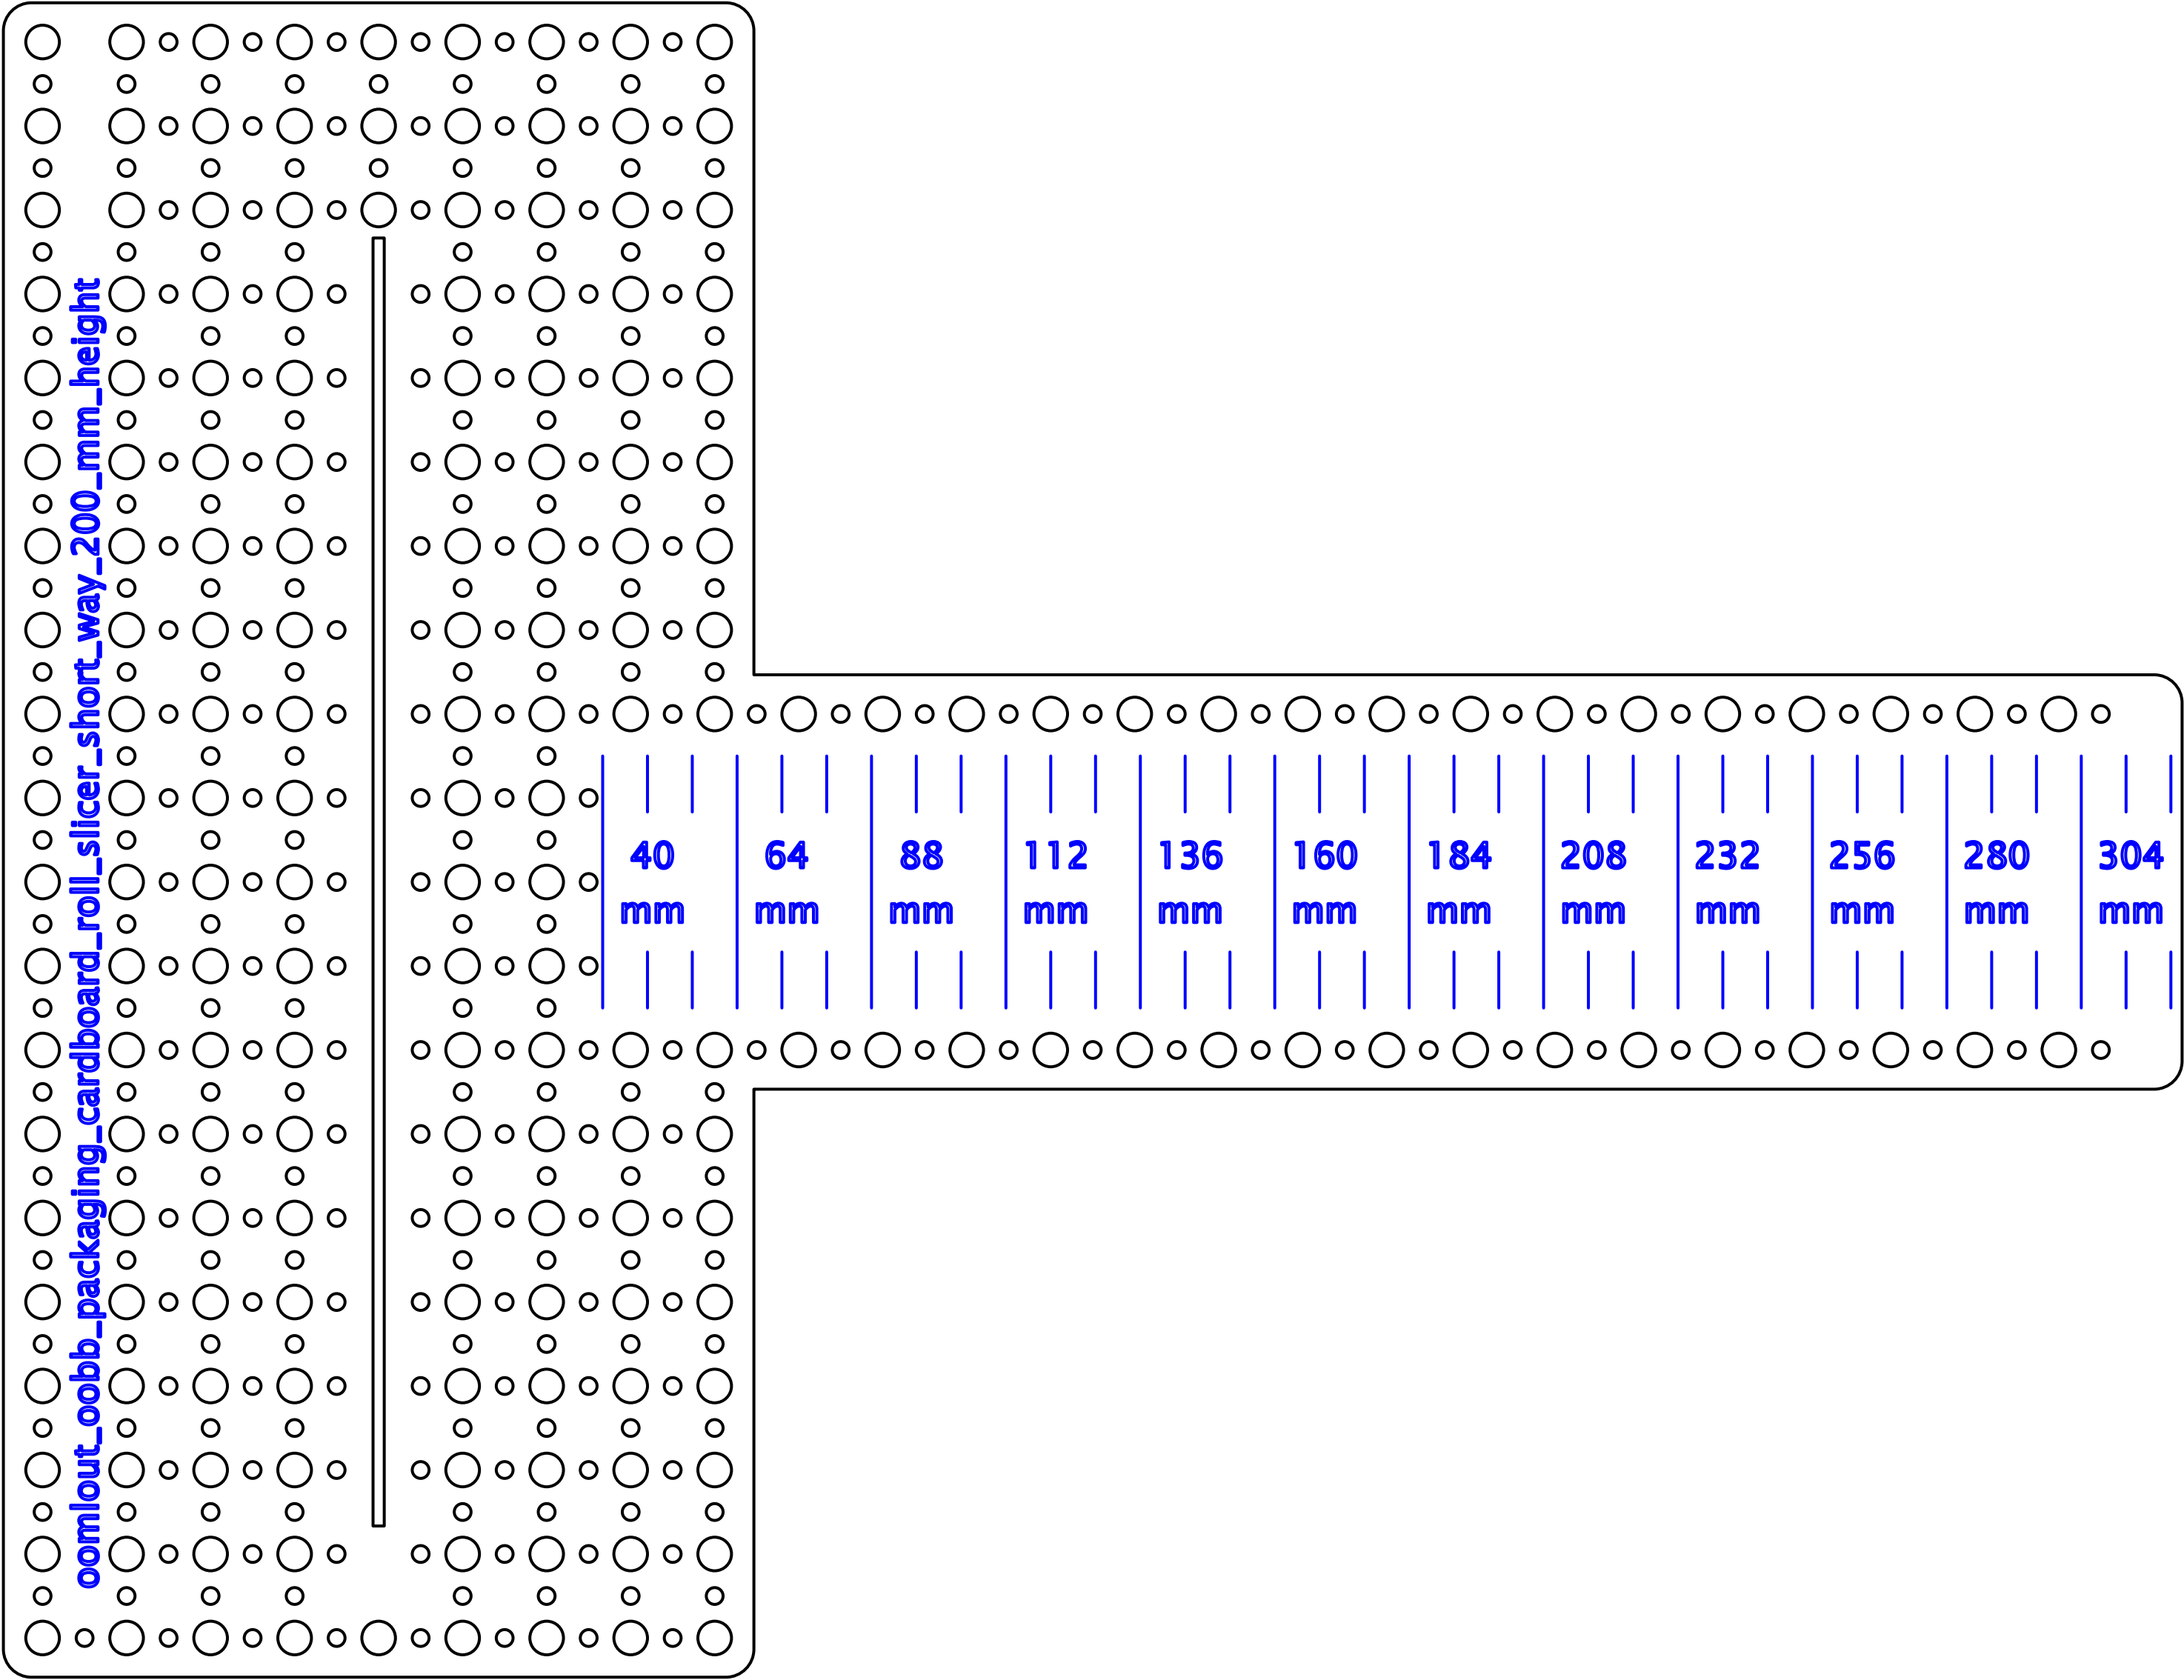 oomlout_oobb_packaging_cardboard_roll_slicer_short_way_200_mm_height
40
mm
64
mm
88
mm
112
mm
136
mm
160
mm
184
mm
208
mm
232
mm
256
mm
280
mm
304
mm